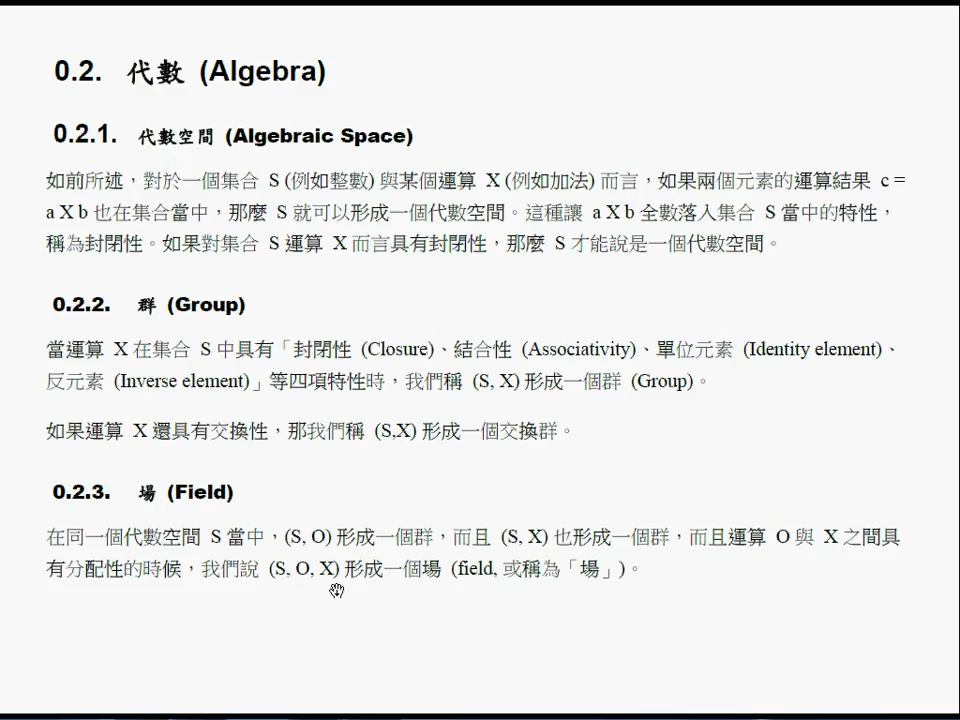 0.2. 代數 (Algebra)
0.2.1. 代數空間 (Algebraic Space)
如前所述，對於一個集合 S (例如整數) 與某個運算 X (例如加法) 而言，如果兩個元素的運算結果 c =
a X b 也在集合當中，那麼 S 就可以形成一個代數空間。這種讓 a X b 全數落入集合 S 當中的特性，
稱為封閉性。如果對集合 S 運算 X 而言具有封閉性，那麼 S 才能說是一個代數空間。
0.2.2. 群 (Group)
當運算 X 在集合 S 中具有「封閉性 (Closure)、結合性 (Associativity)、單位元素 (Identity element)、
反元素 (Inverse element)」等四項特性時，我們稱 (S, X) 形成一個群 (Group)。
如果運算 X 還具有交換性，那我們稱 (S,X) 形成一個交換群。
0.2.3. 場 (Field)
在同一個代數空間 S 當中，(S, O) 形成一個群，而且 (S, X) 也形成一個群，而且運算 O 與 X 之間具
有分配性的時候，我們說 (S, O, X) 形成一個場 (field, 或稱為「場」)。